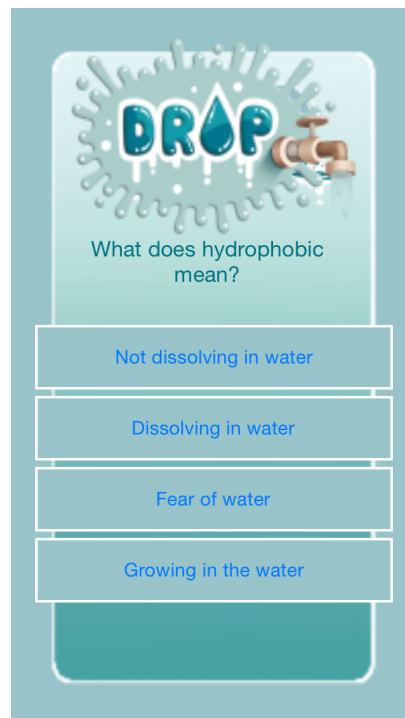 DROP
What does hydrophobic
mean?
Not dissolving in water
Dissolving in water
Fear of water
Growing in the water